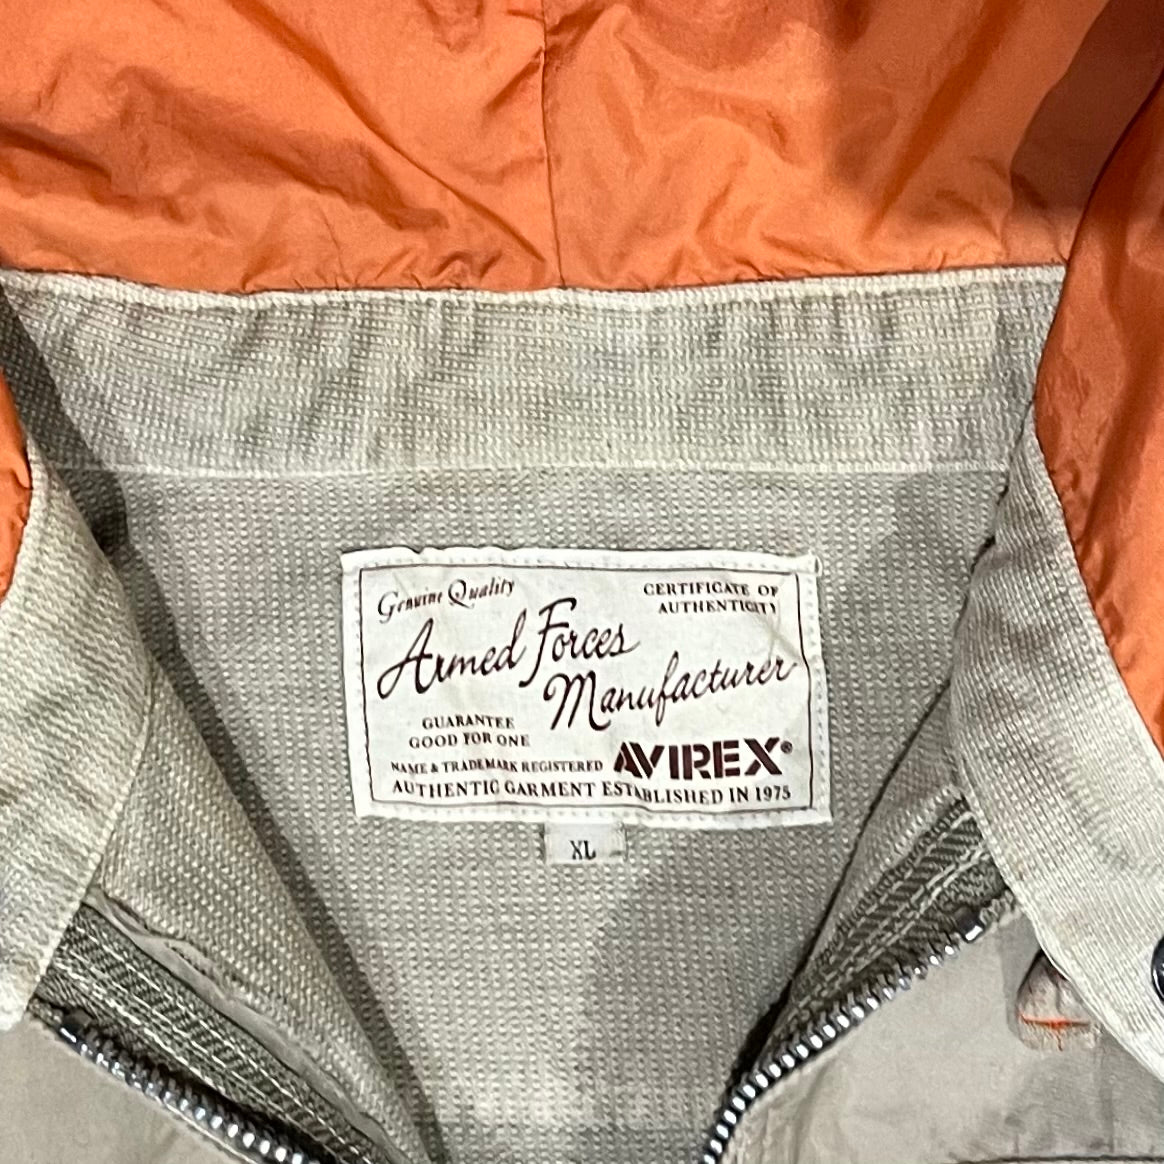 Genuine Quality
CERTIFICATE OF
AUTHENTICITY
Armed Forces
Manufacturer
GUARANTEE
GOOD FOR ONE
NAME & TRADEMARK REGISTERED
AVIREX®
AUTHENTIC GARMENT ESTABLISHED IN 1975
XL